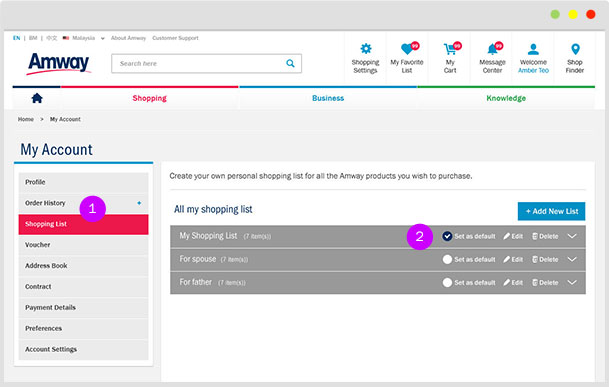 EN | BM | 中文 Malaysia About Amway Customer Support
Amway
Search here
Shopping Settings
99
My Favorite List
99
My Cart
99
Message Center
Welcome Amber Teo
Shop Finder
Shopping Business Knowledge
Home > My Account
My Account
Profile
Order History +
1
Shopping List
Voucher
Address Book
Contract
Payment Details
Preferences
Account Settings
Create your own personal shopping list for all the Amway products you wish to purchase.
All my shopping list
+ Add New List
My Shopping List (7 item(s)) 2 Set as default Edit Delete
For spouse (7 item(s)) Set as default Edit Delete
For father (7 item(s)) Set as default Edit Delete